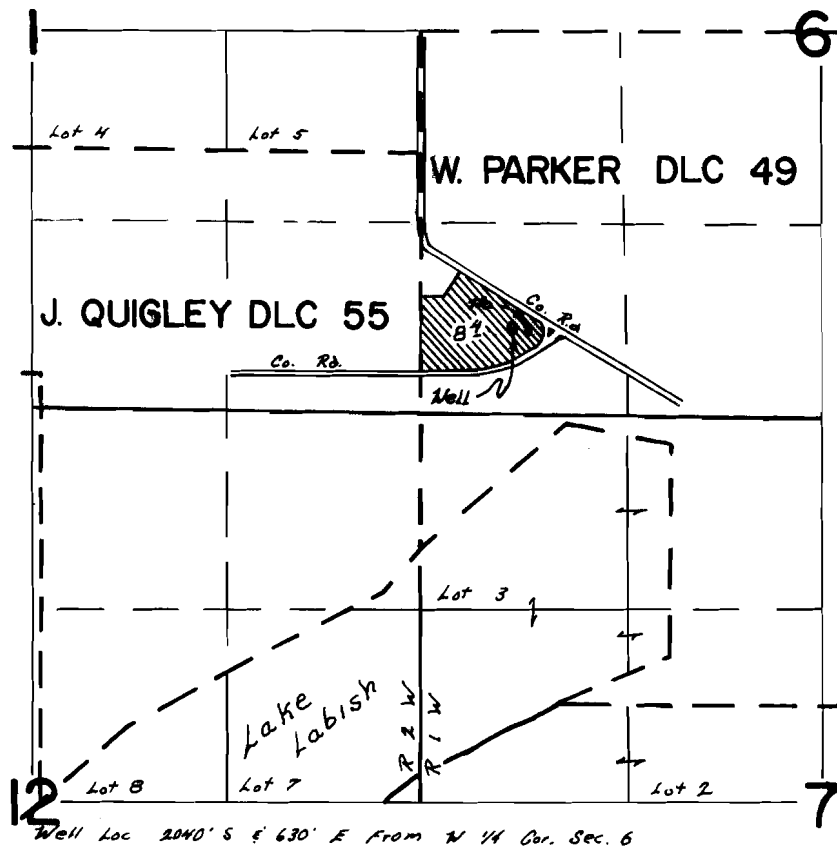 1 6
Lot 4 Lot 5
W. PARKER DLC 49
J. QUIGLEY DLC 55
Co. Rd.
8.4
Co. Rd.
Well
Lot 3
Lake
Labish
R 2 W
R 1 W
Lot 8 Lot 7 Lot 2
12 7
Well Loc 2040' S & 630' E From W 1/4 Cor. Sec. 6